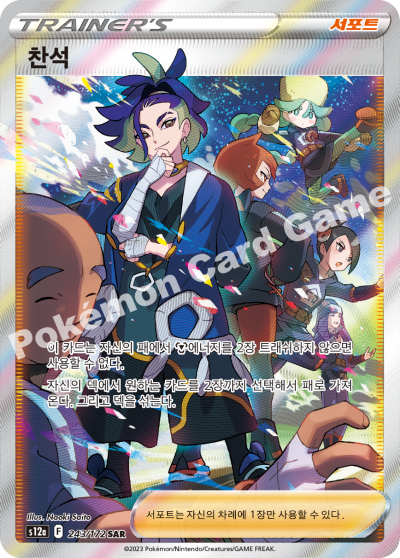 TRAINER'S
서포트
찬석
Pokémon Card Game
이 카드는 자신의 패에서 에너지를 2장 트래쉬하지 않으면
사용할 수 없다.
자신의 덱에서 원하는 카드를 2장까지 선택해서 패로 가져
온다. 그리고 덱을 섞는다.
Illus. Naoki Saito
s12a F 243/172 SAR
서포트는 자신의 차례에 1장만 사용할 수 있다.
©2023 Pokémon/Nintendo/Creatures/GAME FREAK.